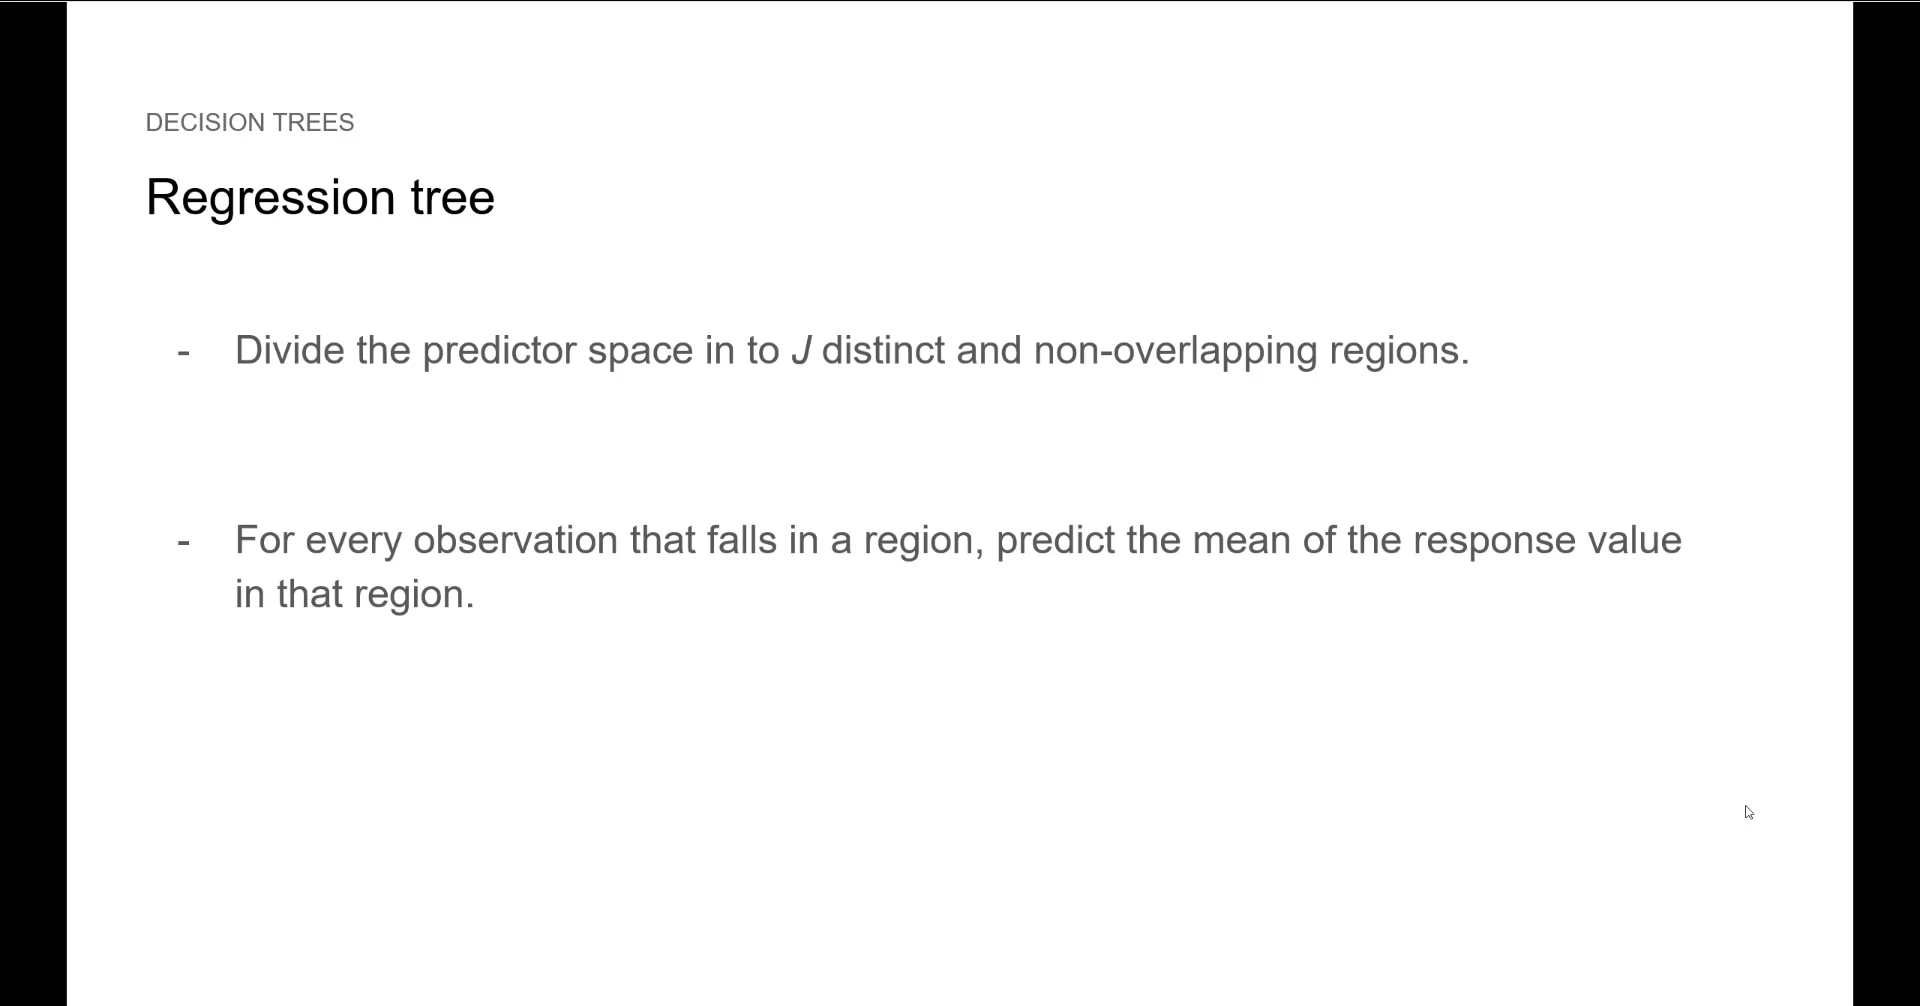 DECISION TREES
Regression tree
- Divide the predictor space in to J distinct and non-overlapping regions.
- For every observation that falls in a region, predict the mean of the response value
in that region.